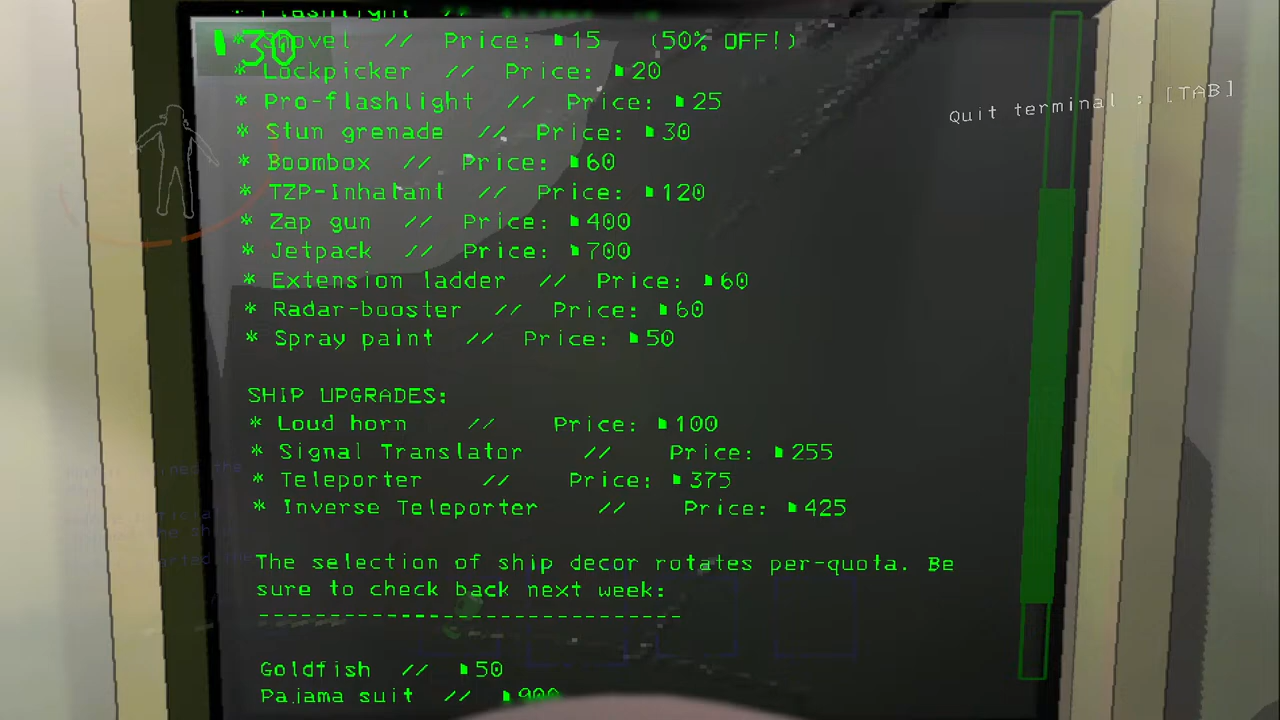 * Flashlight //
30
* Shovel // Price: 15 (50% OFF!)
* Lockpicker // Price: 20
* Pro-flashlight // Price: 25
* Stun grenade // Price: 30
* Boombox // Price: 60
* TZP-Inhalant // Price: 120
* Zap gun // Price: 400
* Jetpack // Price: 700
* Extension ladder // Price: 60
* Radar-booster // Price: 60
* Spray paint // Price: 50
Quit terminal : [TAB]
SHIP UPGRADES:
* Loud horn // Price: 100
* Signal Translator // Price: 255
* Teleporter // Price: 375
* Inverse Teleporter // Price: 425
The selection of ship decor rotates per-quota. Be
sure to check back next week:
------------------------------
Goldfish // 50
Pajama suit // 900